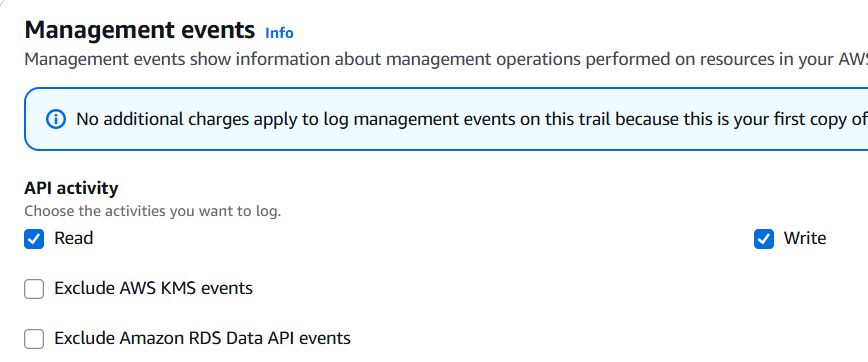 Management events Info
Management events show information about management operations performed on resources in your AWS
No additional charges apply to log management events on this trail because this is your first copy of
API activity
Choose the activities you want to log.
Read Write
Exclude AWS KMS events
Exclude Amazon RDS Data API events